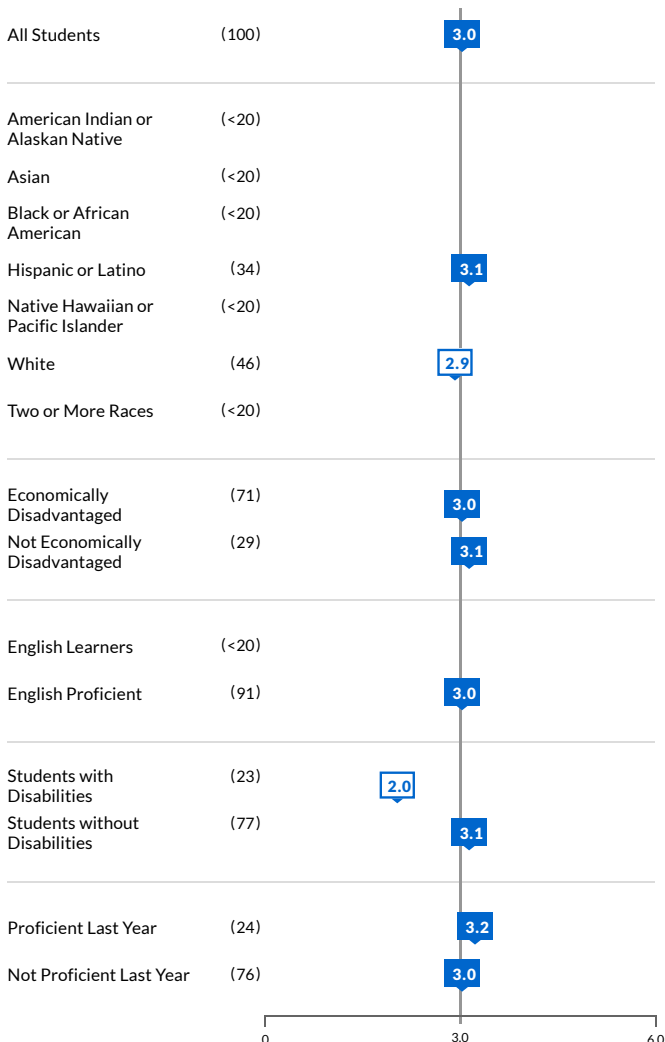 All Students (100) 3.0
American Indian or (<20)
Alaskan Native
Asian (<20)
Black or African (<20)
American
Hispanic or Latino (34) 3.1
Native Hawaiian or (<20)
Pacific Islander
White (46) 2.9
Two or More Races (<20)
Economically (71) 3.0
Disadvantaged
Not Economically (29) 3.1
Disadvantaged
English Learners (<20)
English Proficient (91) 3.0
Students with (23) 2.0
Disabilities
Students without (77) 3.1
Disabilities
Proficient Last Year (24) 3.2
Not Proficient Last Year (76) 3.0
0 3.0 6.0